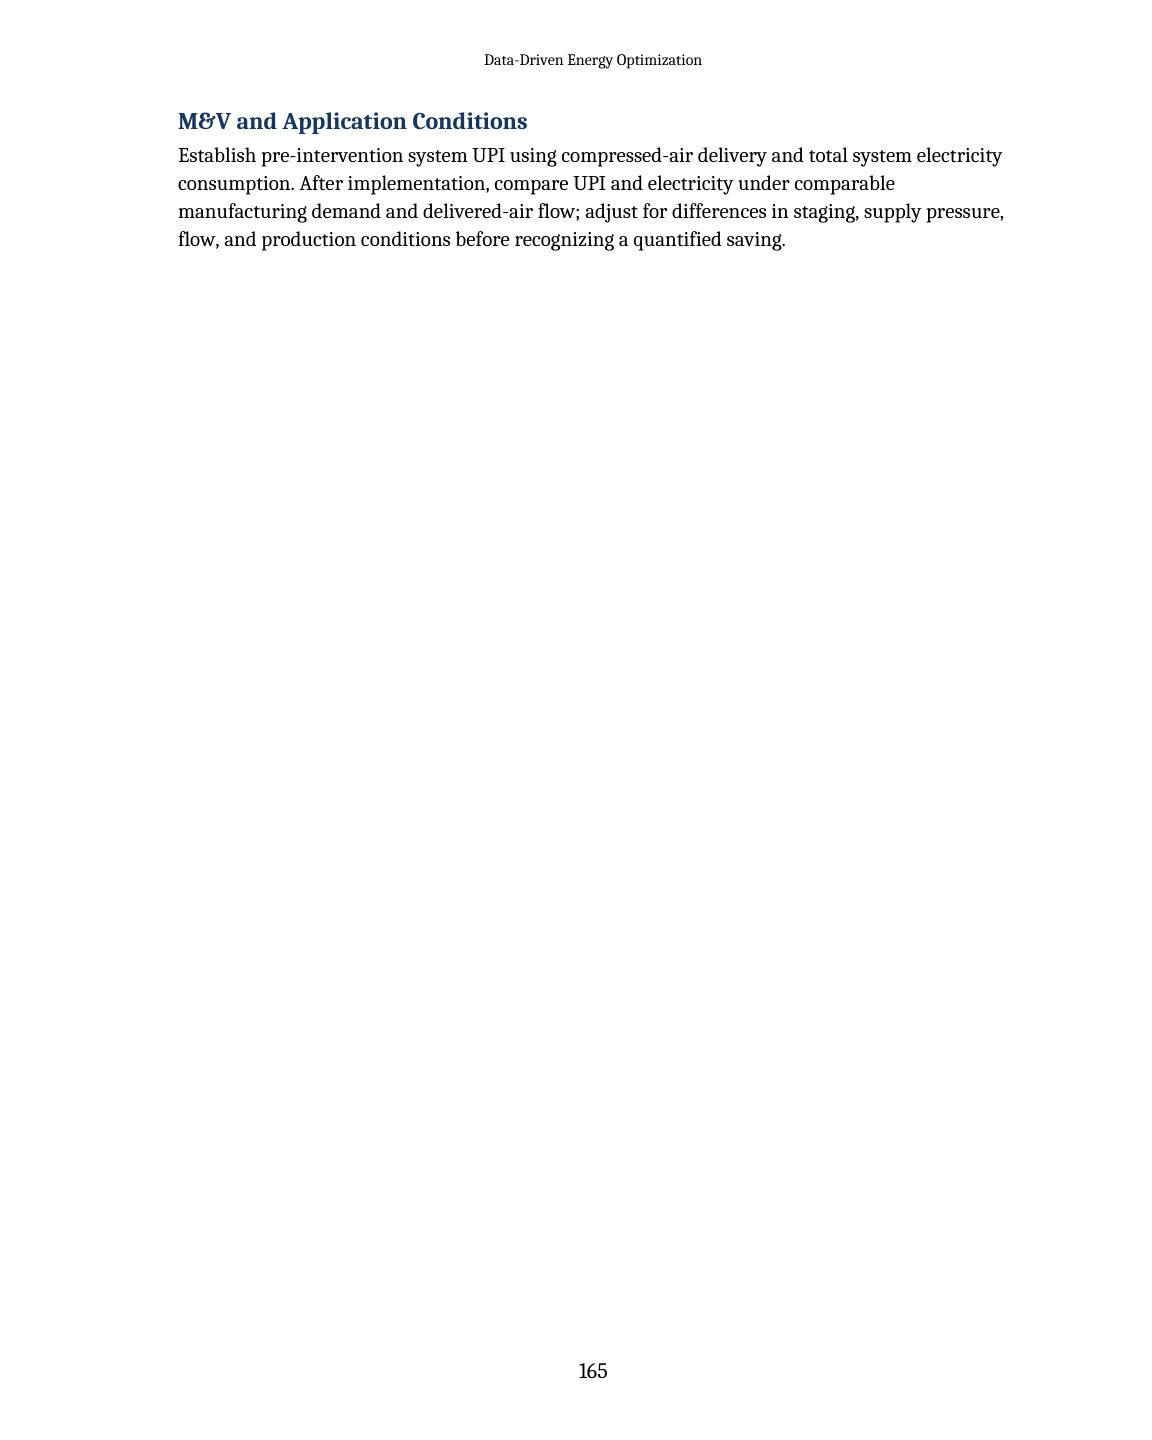 Data-Driven Energy Optimization
M&V and Application Conditions
Establish pre-intervention system UPI using compressed-air delivery and total system electricity
consumption. After implementation, compare UPI and electricity under comparable
manufacturing demand and delivered-air flow; adjust for differences in staging, supply pressure,
flow, and production conditions before recognizing a quantified saving.
165